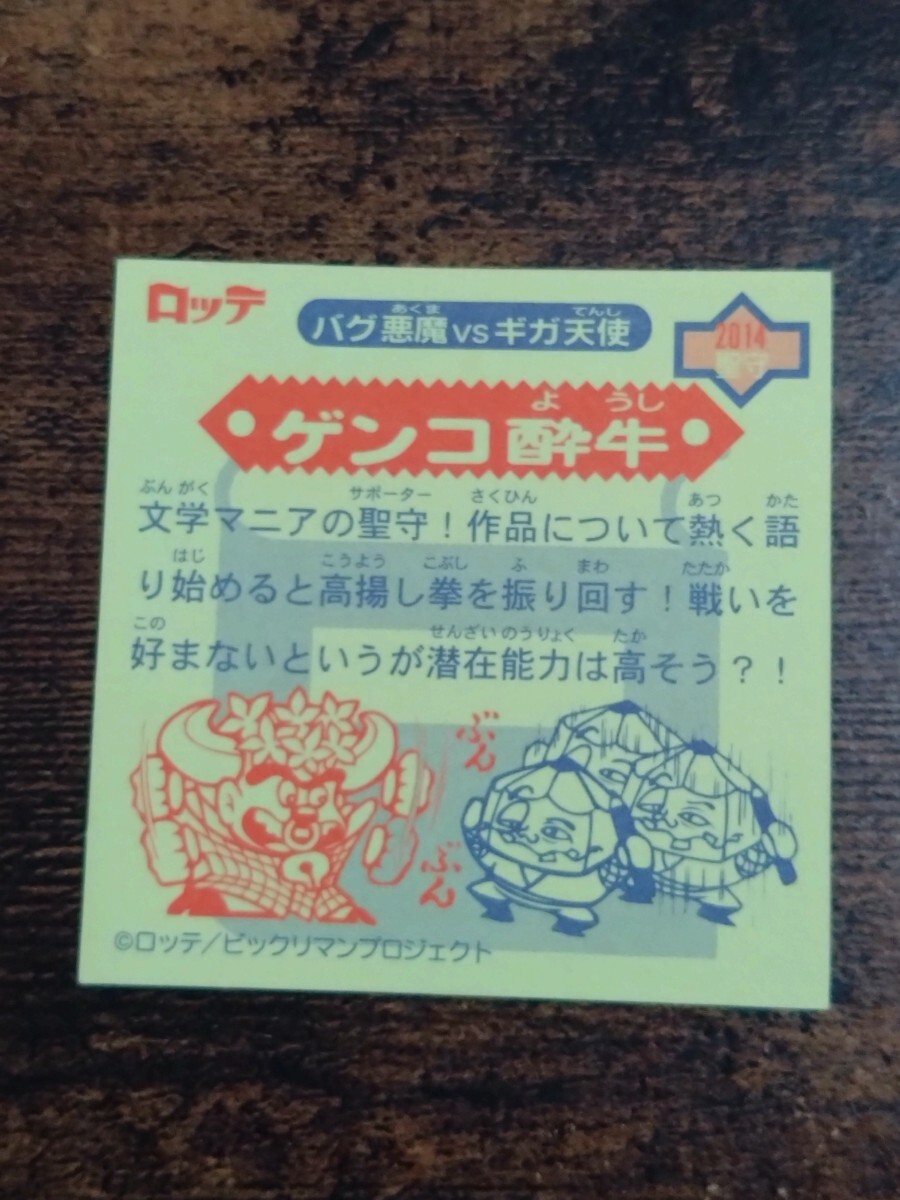 ロッテ
バグ悪魔vsギガ天使
あくま てんし
2014
聖守
よ うし
ゲンコ酔牛
ぶんがく サポーター さくひん あつ かた
文学マニアの聖守！作品について熱く語
はじ こうよう こぶし ふ まわ たたか
り始めると高揚し拳を振り回す！戦いを
この せんざいのうりょく たか
好まないというが潜在能力は高そう？！
ぶん
ぶん
©ロッテ／ビックリマンプロジェクト